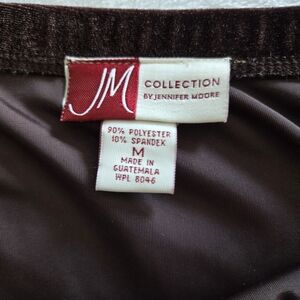 JM
COLLECTION
BY JENNIFER MOORE
90% POLYESTER
10% SPANDEX
M
MADE IN
GUATEMALA
WPL 8046